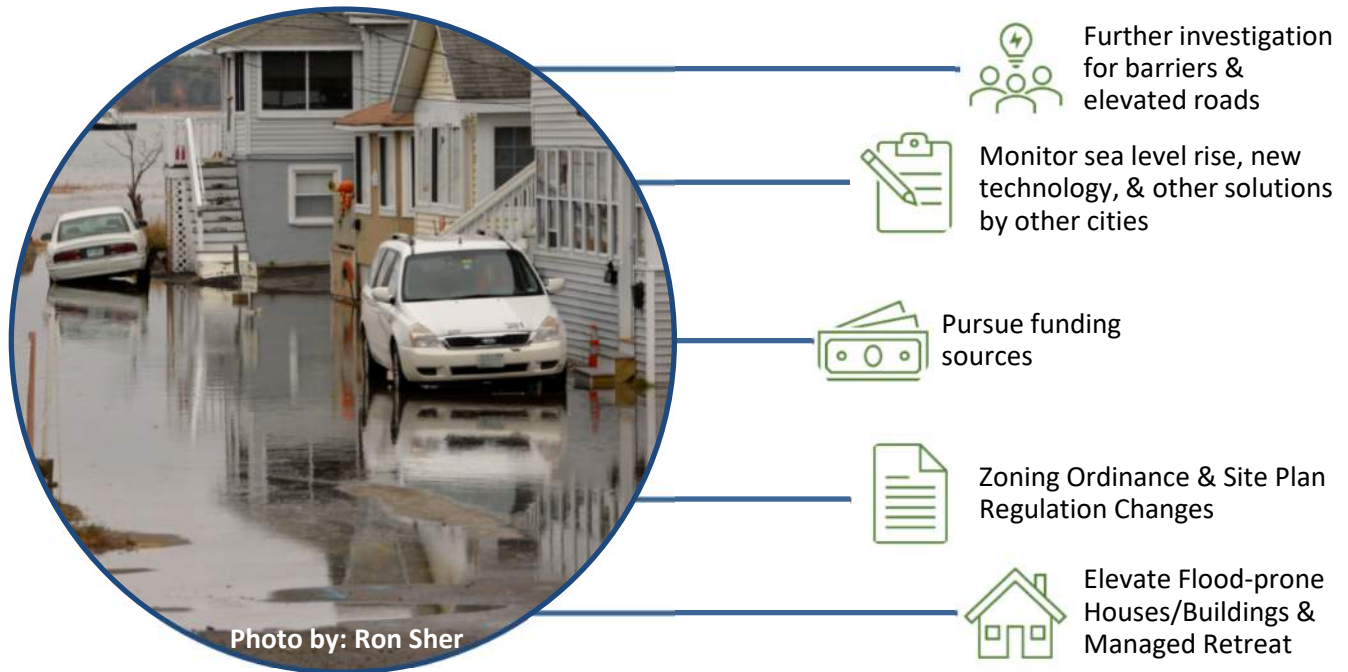 Further investigation
for barriers &
elevated roads
Monitor sea level rise, new
technology, & other solutions
by other cities
Pursue funding
sources
Zoning Ordinance & Site Plan
Regulation Changes
Elevate Flood-prone
Houses/Buildings &
Managed Retreat
Photo by: Ron Sher